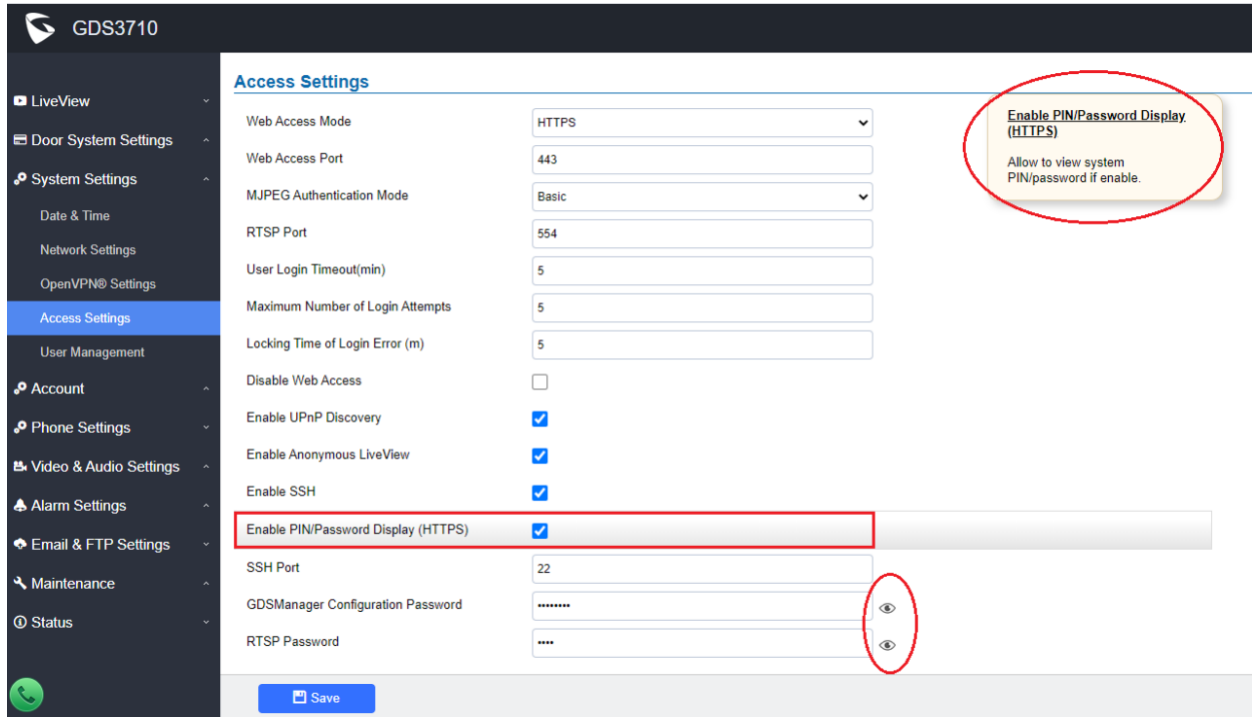 GDS3710
LiveView
Door System Settings
System Settings
Date & Time
Network Settings
OpenVPN® Settings
Access Settings
User Management
Account
Phone Settings
Video & Audio Settings
Alarm Settings
Email & FTP Settings
Maintenance
Status
Access Settings
Web Access Mode HTTPS
Web Access Port 443
MJPEG Authentication Mode Basic
RTSP Port 554
User Login Timeout(min) 5
Maximum Number of Login Attempts 5
Locking Time of Login Error (m) 5
Disable Web Access
Enable UPnP Discovery
Enable Anonymous LiveView
Enable SSH
Enable PIN/Password Display (HTTPS)
SSH Port 22
GDSManager Configuration Password ••••••••
RTSP Password ••••
Save
Enable PIN/Password Display
(HTTPS)
Allow to view system
PIN/password if enable.